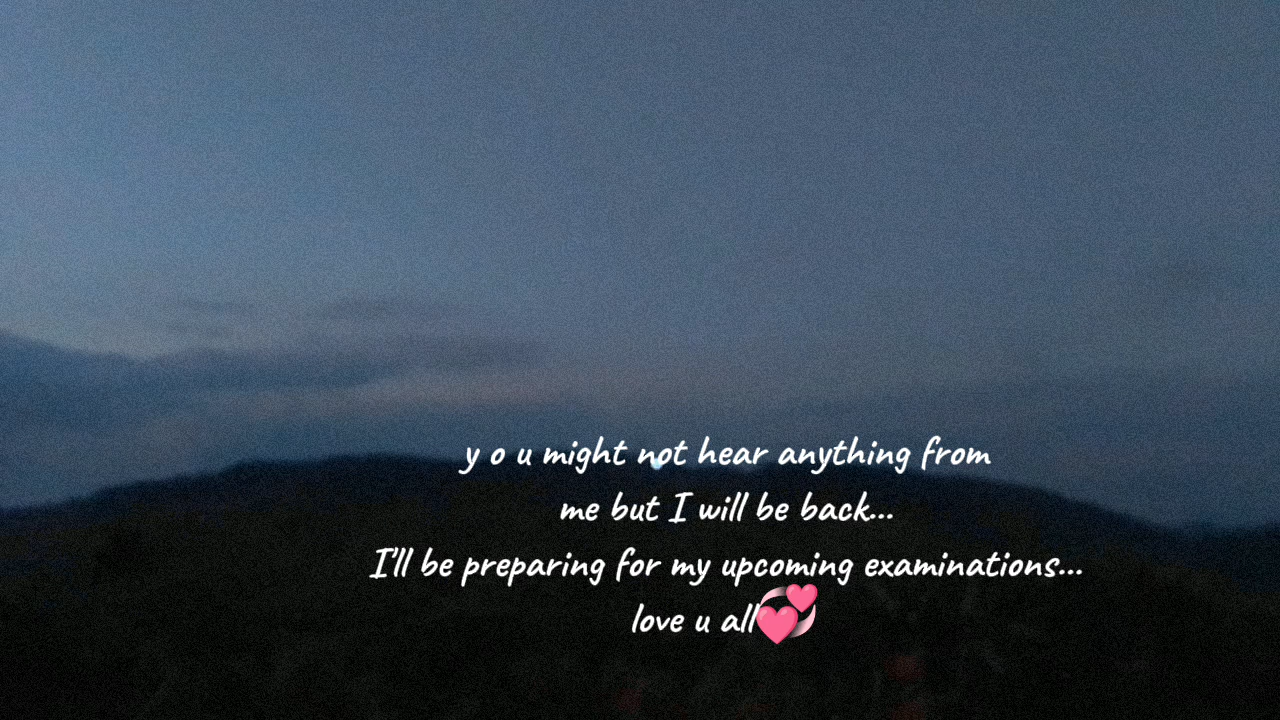 y o u might not hear anything from
me but I will be back...
I'll be preparing for my upcoming examinations...
love u all💞